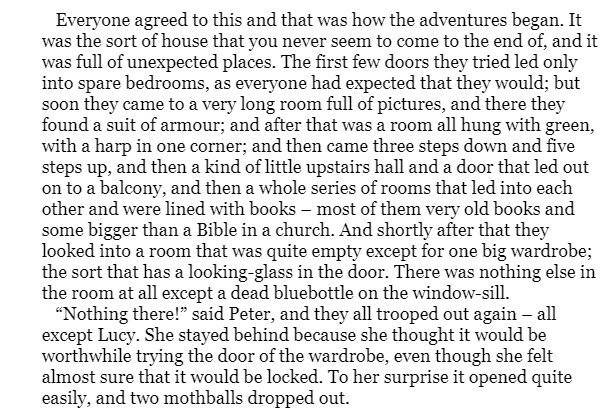 Everyone agreed to this and that was how the adventures began. It
was the sort of house that you never seem to come to the end of, and it
was full of unexpected places. The first few doors they tried led only
into spare bedrooms, as everyone had expected that they would; but
soon they came to a very long room full of pictures, and there they
found a suit of armour; and after that was a room all hung with green,
with a harp in one corner; and then came three steps down and five
steps up, and then a kind of little upstairs hall and a door that led out
on to a balcony, and then a whole series of rooms that led into each
other and were lined with books – most of them very old books and
some bigger than a Bible in a church. And shortly after that they
looked into a room that was quite empty except for one big wardrobe;
the sort that has a looking-glass in the door. There was nothing else in
the room at all except a dead bluebottle on the window-sill.
“Nothing there!” said Peter, and they all trooped out again – all
except Lucy. She stayed behind because she thought it would be
worthwhile trying the door of the wardrobe, even though she felt
almost sure that it would be locked. To her surprise it opened quite
easily, and two mothballs dropped out.